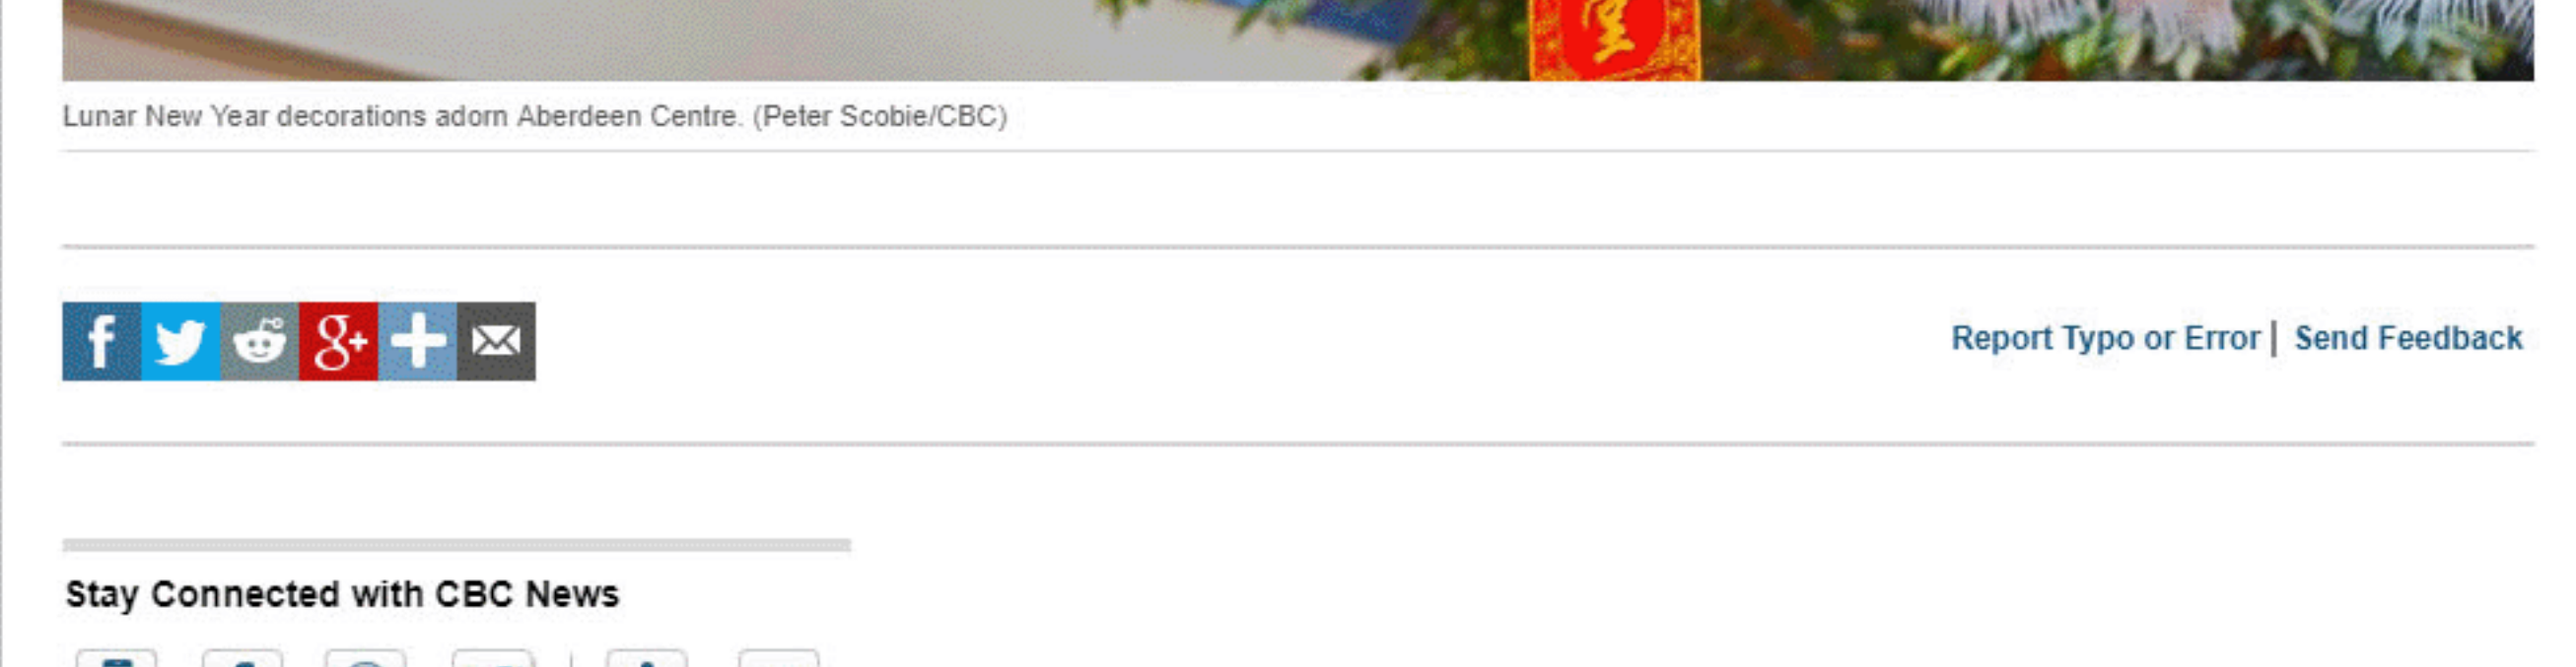 Lunar New Year decorations adorn Aberdeen Centre. (Peter Scobie/CBC)
f g+
Report Typo or Error | Send Feedback
Stay Connected with CBC News